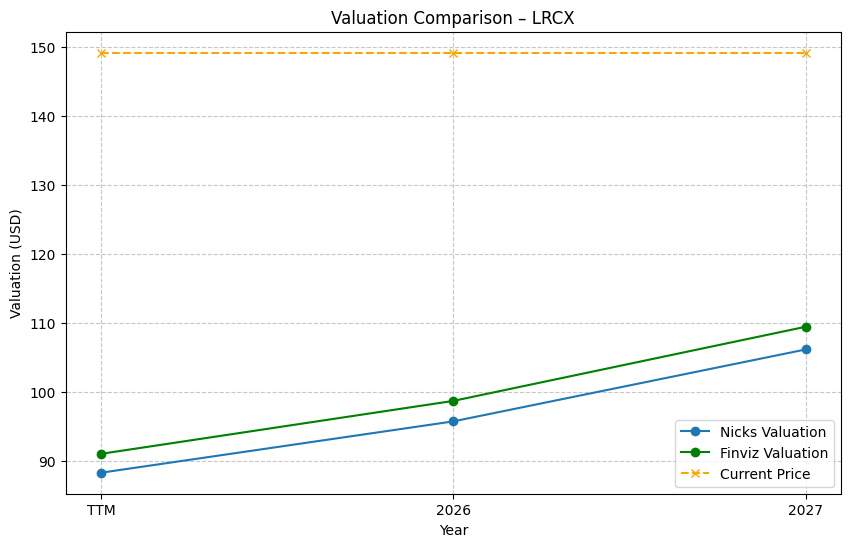 Valuation Comparison – LRCX
Valuation (USD)
150
140
130
120
110
100
90
TTM
2026
2027
Year
Nicks Valuation
Finviz Valuation
Current Price